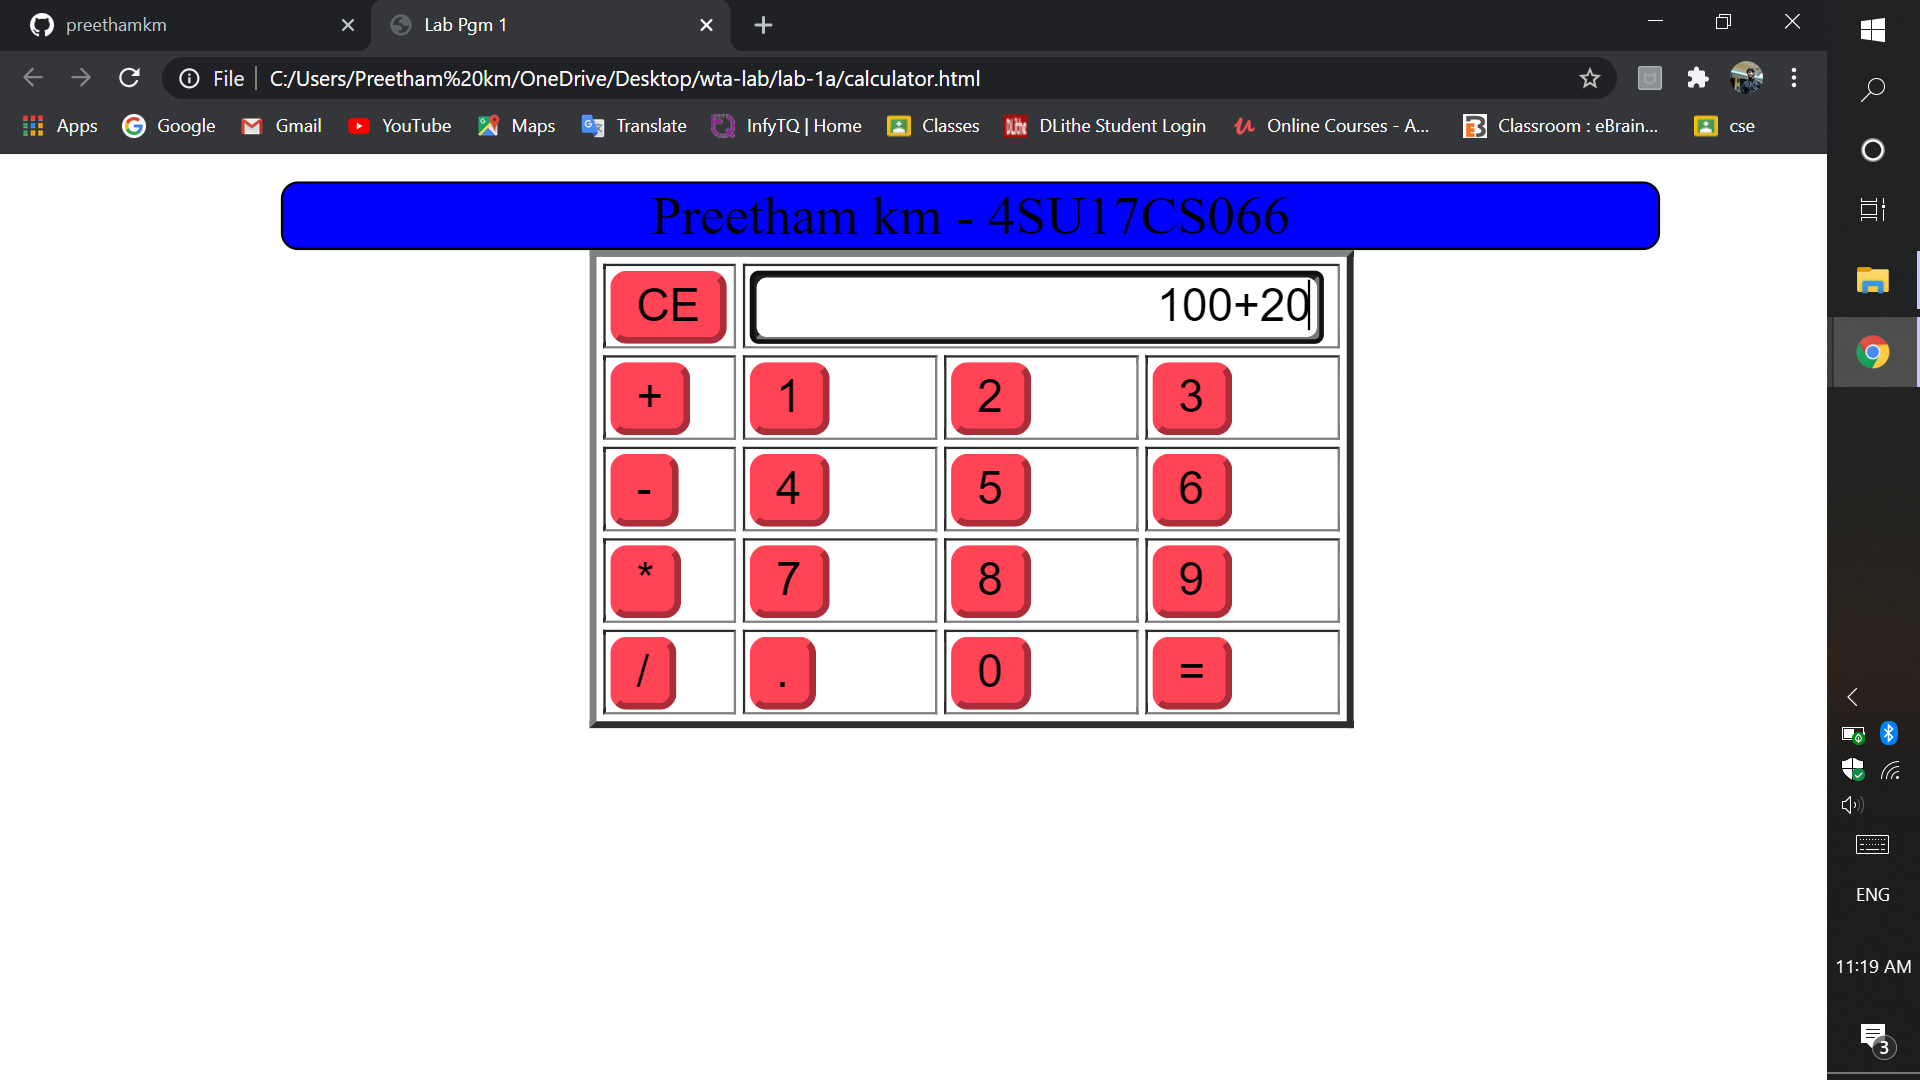 preethamkm
Lab Pgm 1
File
C:/Users/Preetham%20km/OneDrive/Desktop/wta-lab/lab-1a/calculator.html
Apps
Google
Gmail
YouTube
Maps
Translate
InfyTQ | Home
Classes
DLithe Student Login
Online Courses - A...
Classroom : eBrain...
cse
Preetham km - 4SU17CS066
CE 100+20
+ 1 2 3
- 4 5 6
* 7 8 9
/ . 0 =
ENG
11:19 AM
3